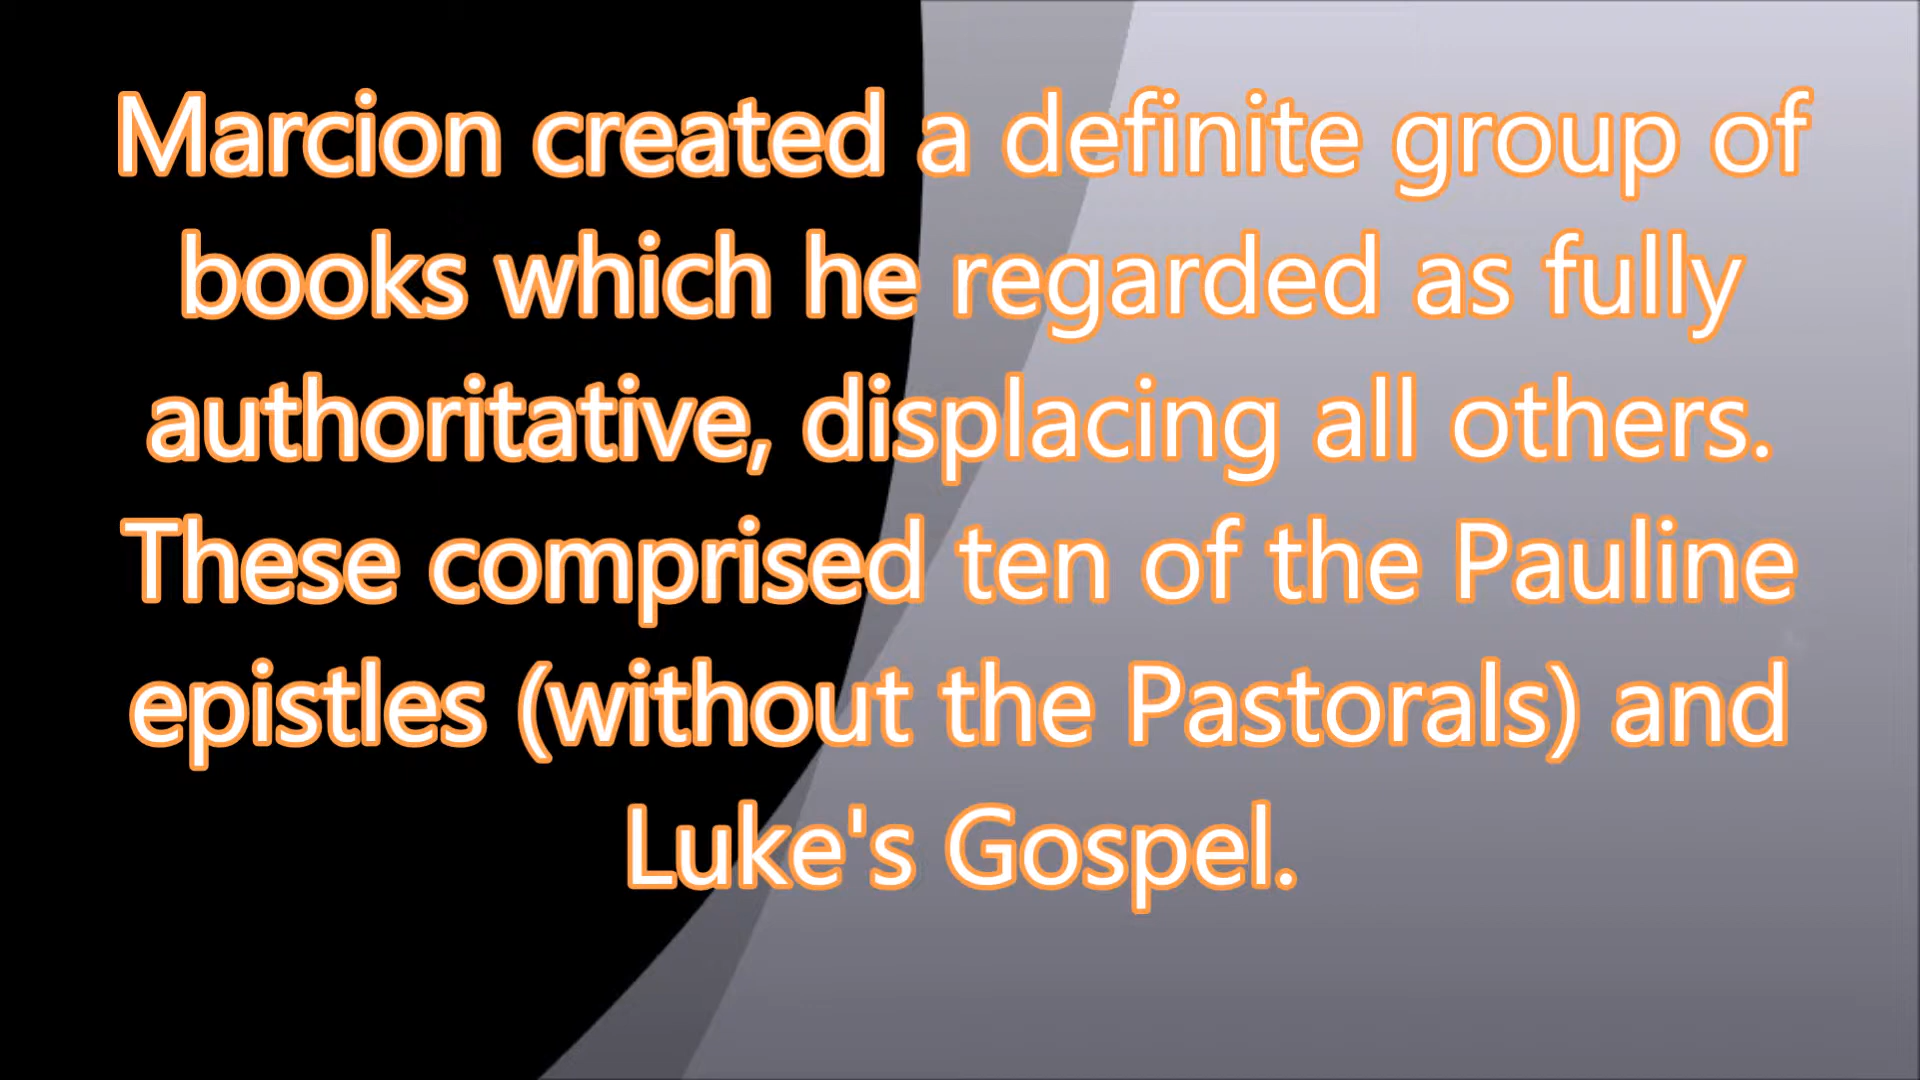 Marcion created a definite group of
books which he regarded as fully
authoritative, displacing all others.
These comprised ten of the Pauline
epistles (without the Pastorals) and
Luke's Gospel.